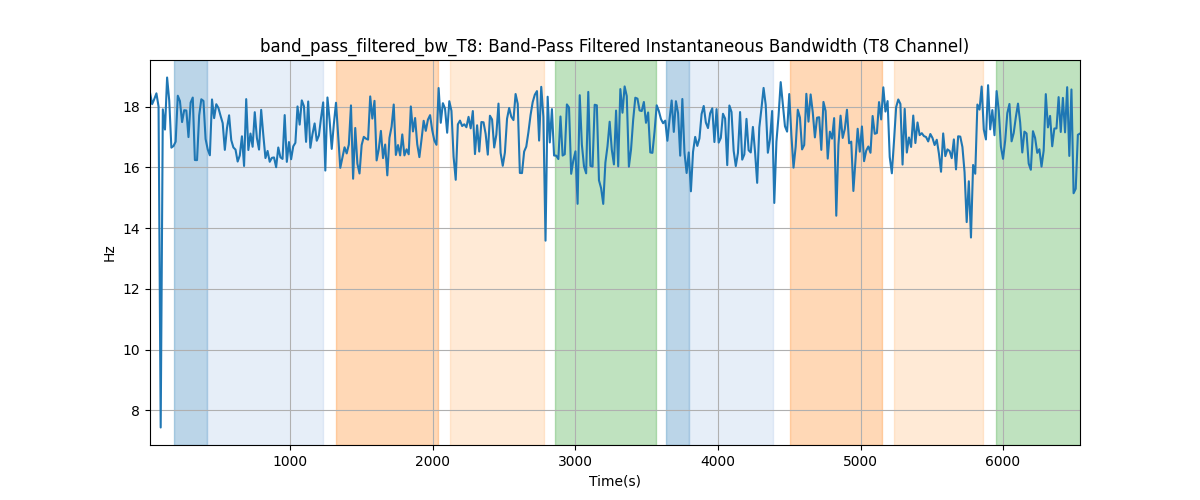 band_pass_filtered_bw_T8: Band-Pass Filtered Instantaneous Bandwidth (T8 Channel)
18
16
14
12
10
8
Hz
1000 2000 3000 4000 5000 6000
Time(s)